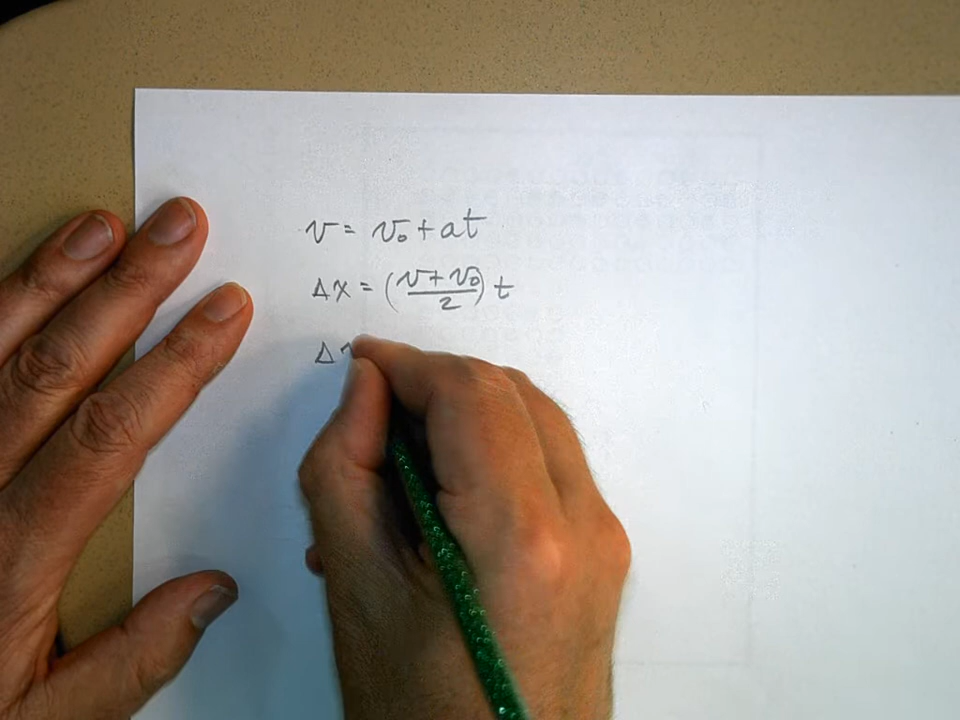 v = v₀ + at
Δx = ((v + v₀)/2) t
Δ